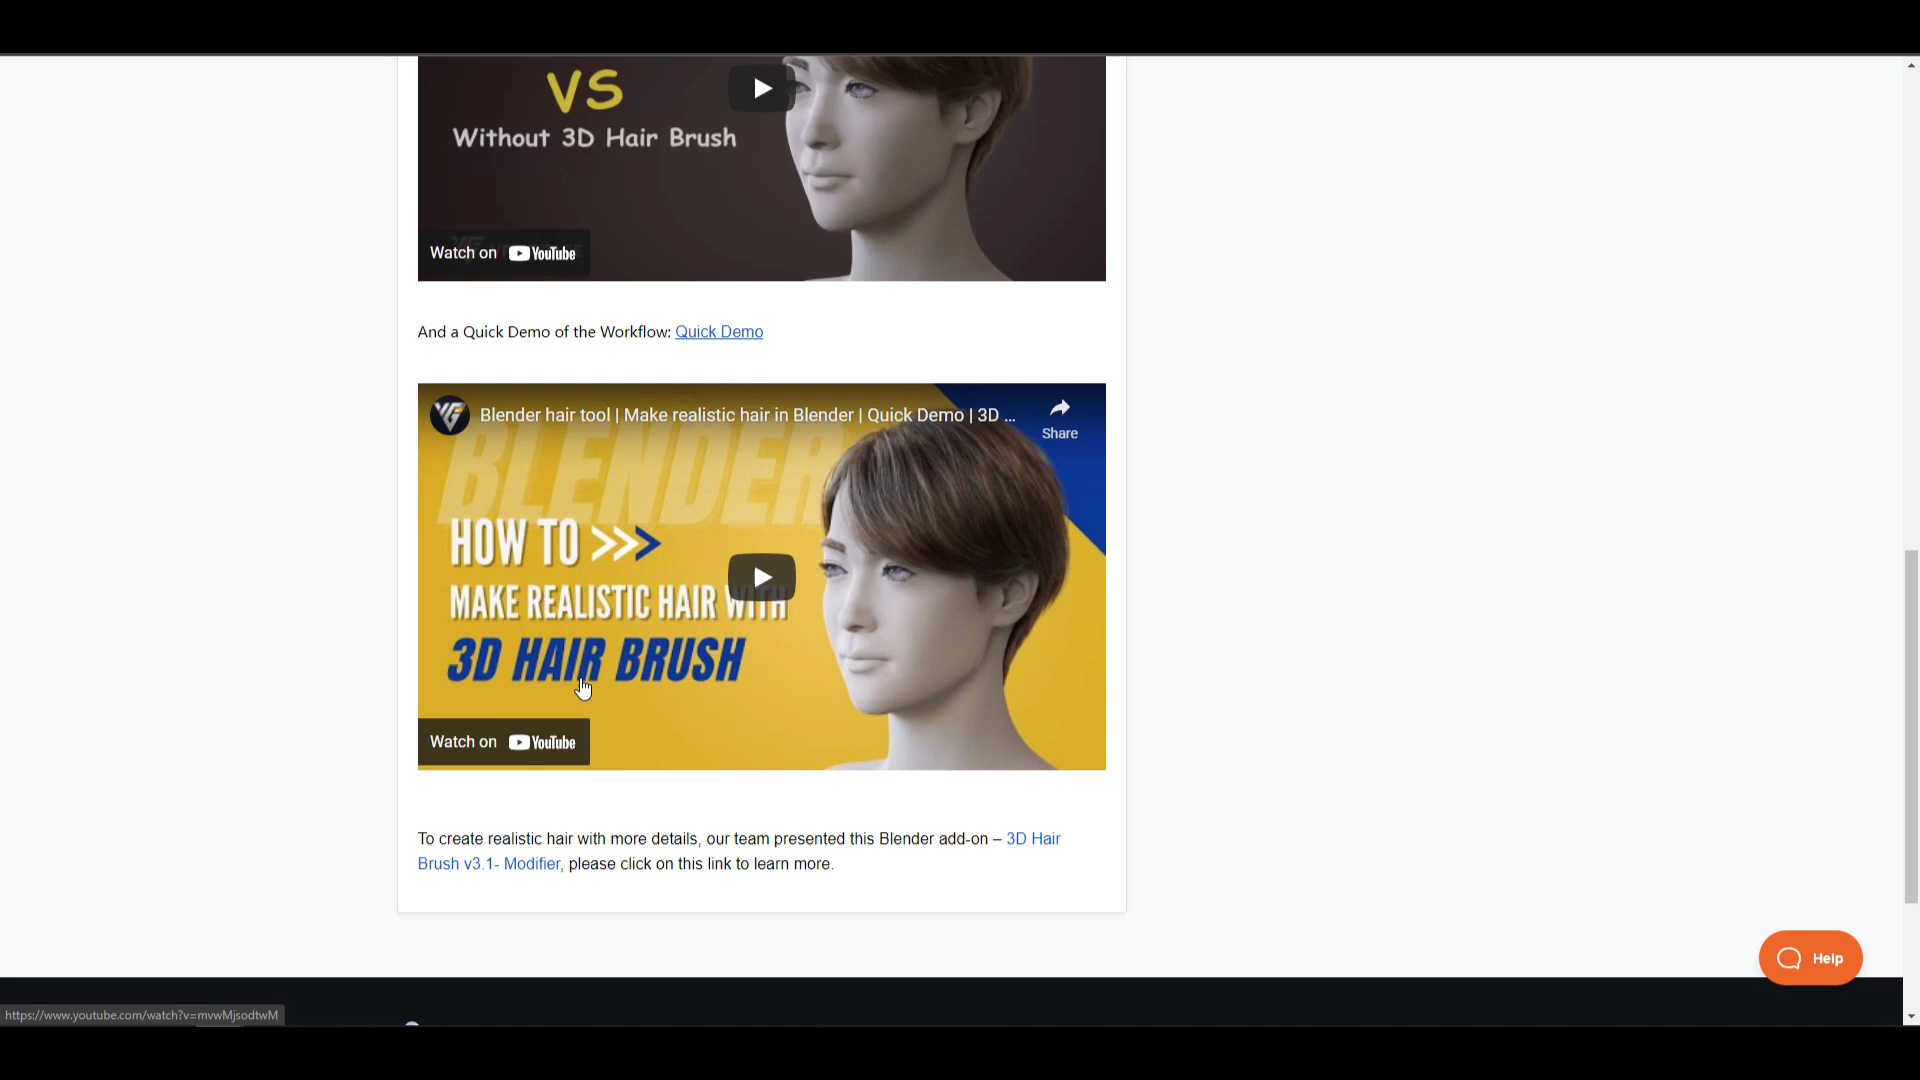 VS
Without 3D Hair Brush
Watch on YouTube
And a Quick Demo of the Workflow: Quick Demo
Blender hair tool | Make realistic hair in Blender | Quick Demo | 3D ...
Share
BLENDER
HOW TO >>>
MAKE REALISTIC HAIR WITH
3D HAIR BRUSH
Watch on YouTube
To create realistic hair with more details, our team presented this Blender add-on – 3D Hair
Brush v3.1- Modifier, please click on this link to learn more.
Help
https://www.youtube.com/watch?v=mvwMjsodtwM